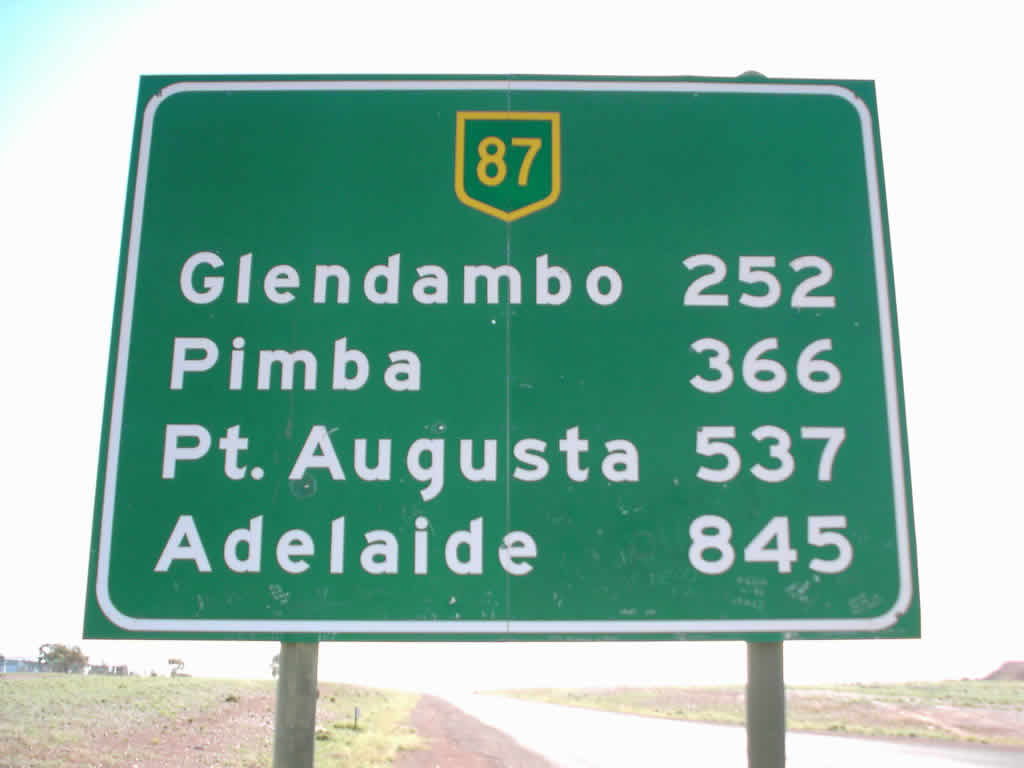 87
Glendambo 252
Pimba 366
Pt. Augusta 537
Adelaide 845